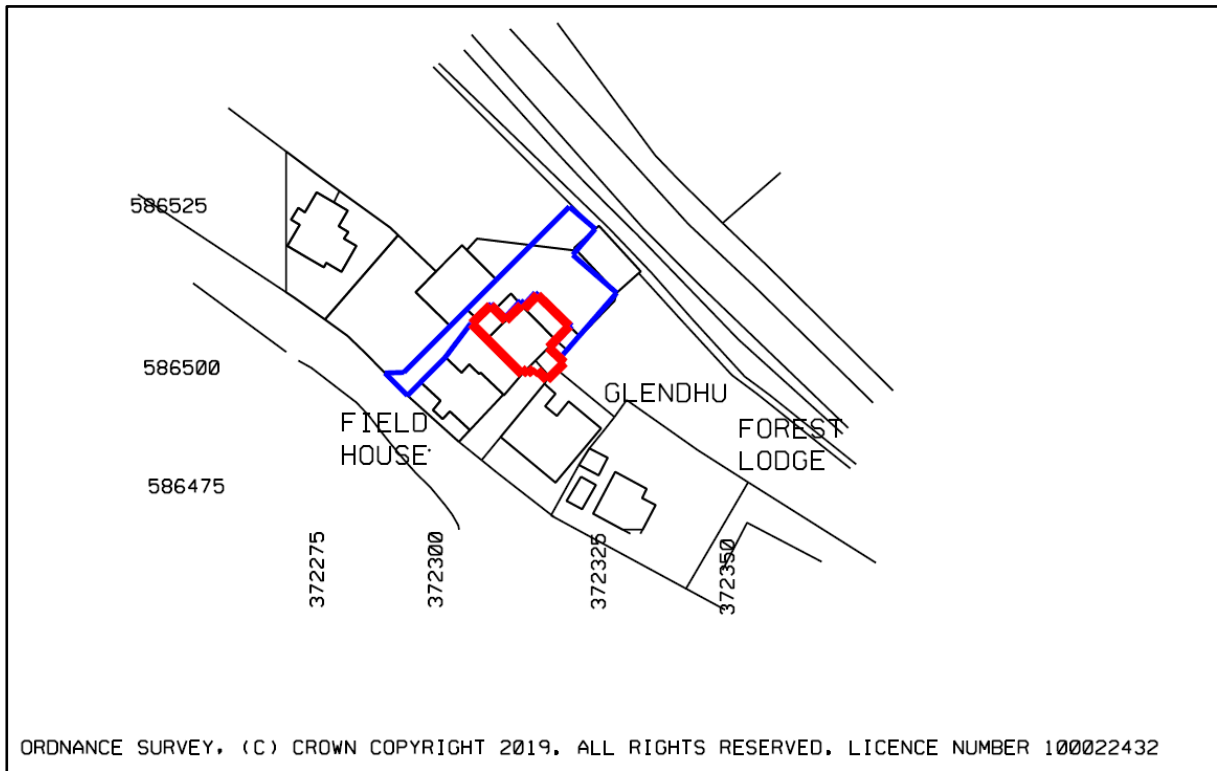 586525
586500
GLENDHU
FIELD
HOUSE
FOREST
LODGE
586475
372275
372300
372325
372350
ORDNANCE SURVEY, (C) CROWN COPYRIGHT 2019. ALL RIGHTS RESERVED. LICENCE NUMBER 100022432